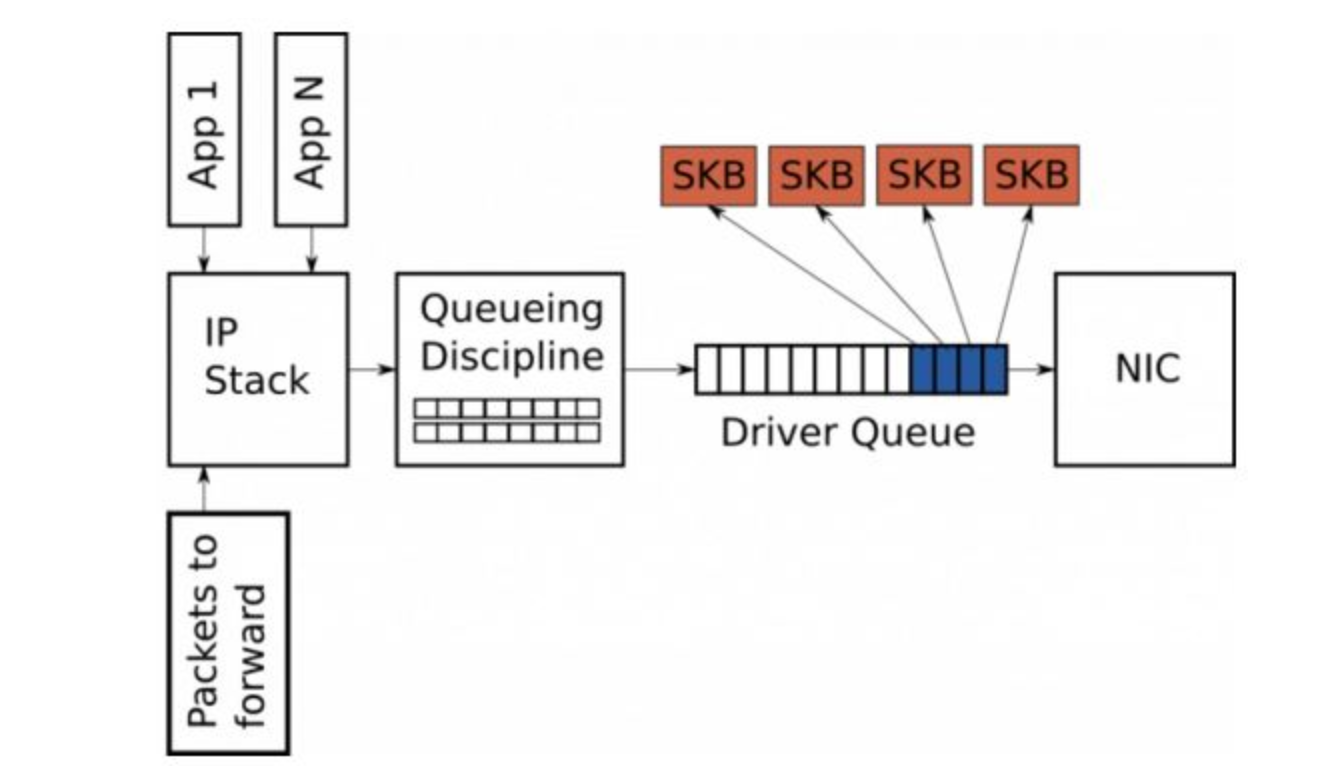 App 1
App N
SKB
SKB
SKB
SKB
IP
Stack
Queueing
Discipline
Driver Queue
NIC
Packets to
forward